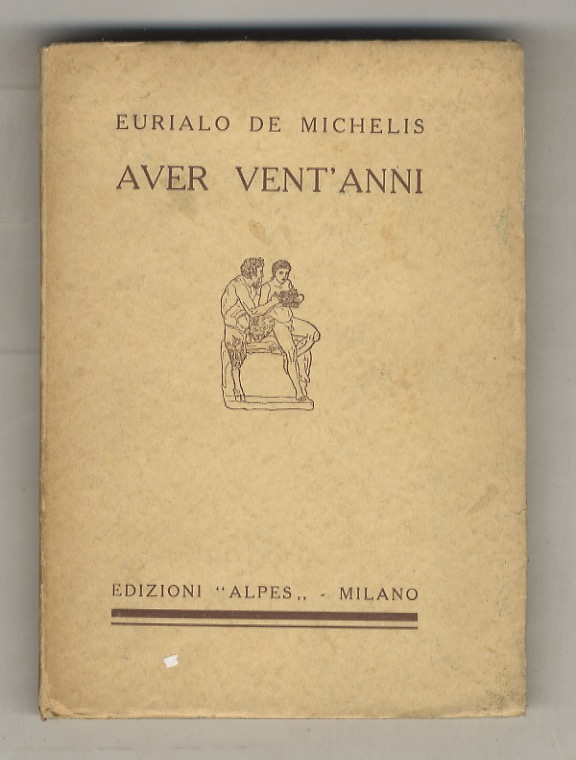 EURIALO DE MICHELIS
AVER VENT'ANNI
EDIZIONI "ALPES„ - MILANO